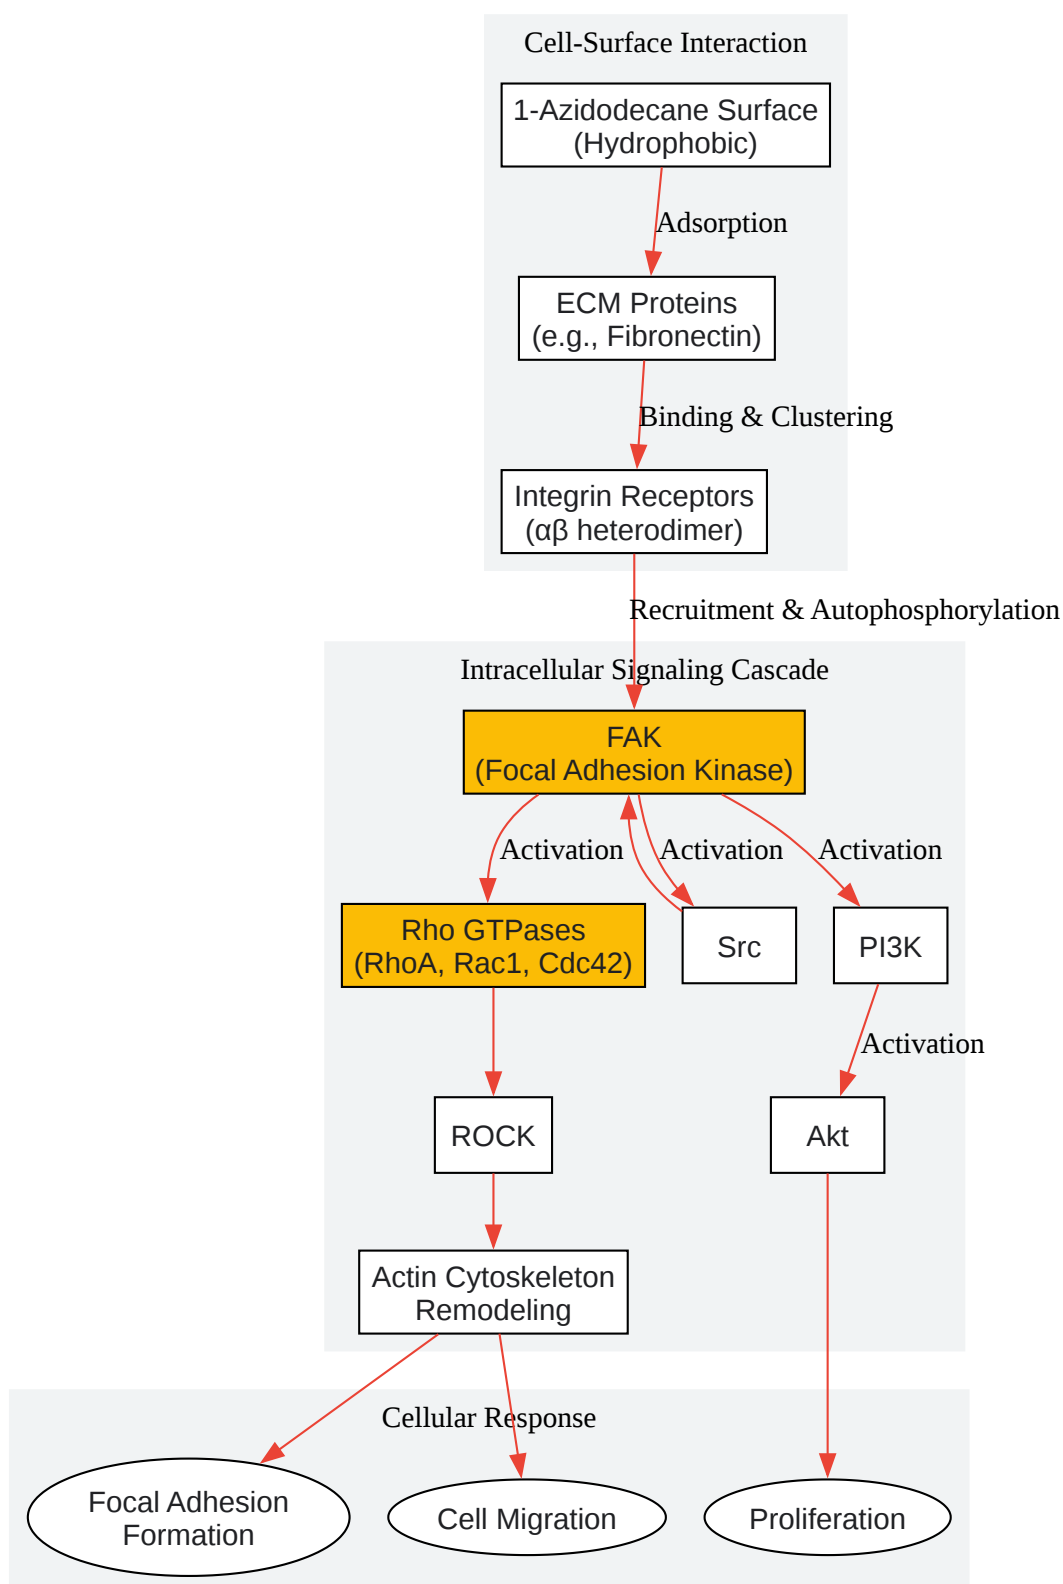 Cell-Surface Interaction
1-Azidodecane Surface
(Hydrophobic)
Adsorption
ECM Proteins
(e.g., Fibronectin)
Binding & Clustering
Integrin Receptors
(αβ heterodimer)
Recruitment & Autophosphorylation
Intracellular Signaling Cascade
FAK
(Focal Adhesion Kinase)
Activation
Activation
Activation
Rho GTPases
(RhoA, Rac1, Cdc42)
Src
PI3K
Activation
ROCK
Akt
Actin Cytoskeleton
Remodeling
Cellular Response
Focal Adhesion
Formation
Cell Migration
Proliferation